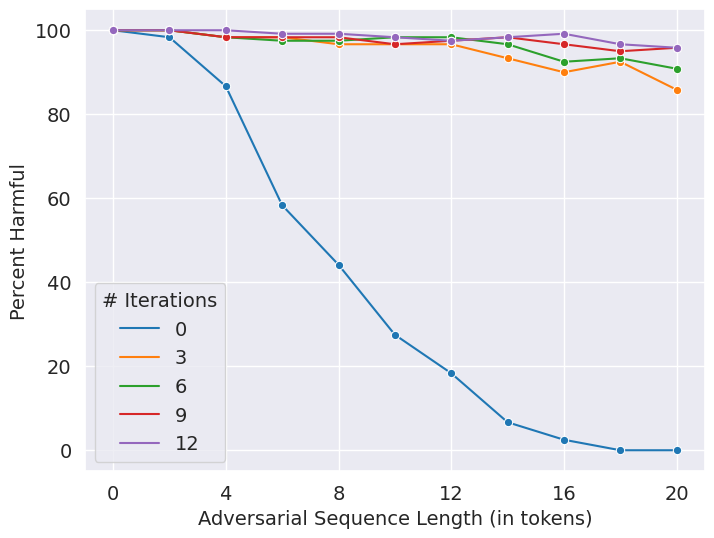 100
80
60
40
20
0
Percent Harmful
# Iterations
0
3
6
9
12
0 4 8 12 16 20
Adversarial Sequence Length (in tokens)